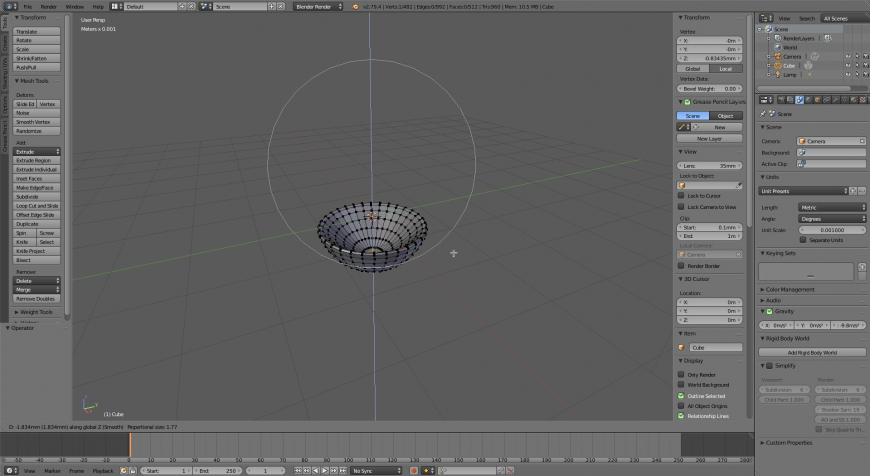 File Render Window Help Default Scene Blender Render v2.79.4 | Verts:1/482 | Edges:0/992 | Faces:0/512 | Tris:960 | Mem: 10.5 MB | Cube
Tools
Create
Shading / UVs
Options
Grease Pencil
Transform
Translate
Rotate
Scale
Shrink/Fatten
Push/Pull
Mesh Tools
Deform:
Slide Ed Vertex
Noise
Smooth Vertex
Randomize
Add:
Extrude
Extrude Region
Extrude Individual
Inset Faces
Make Edge/Face
Subdivide
Loop Cut and Slide
Offset Edge Slide
Duplicate
Spin Screw
Knife Select
Knife Project
Bisect
Remove:
Delete
Merge
Remove Doubles
Weight Tools
Operator
User Persp
Meters x 0.001
(1) Cube
D: -1.834mm (1.834mm) along global Z (Smooth) Proportional size: 1.77
Transform
Vertex:
X: -0m
Y: -0m
Z: -0.83435mm
Global Local
Vertex Data:
Bevel Weight: 0.00
Grease Pencil Layers
Scene Object
New
New Layer
View
Lens: 35mm
Lock to Object:
Lock to Cursor
Lock Camera to View
Clip:
Start: 0.1mm
End: 1m
Local Camera:
Camera
Render Border
3D Cursor
Location:
X: 0m
Y: 0m
Z: 0m
Item
Cube
Display
Only Render
World Background
Outline Selected
All Object Origins
Relationship Lines
View Search All Scenes
Scene
RenderLayers
World
Camera
Cube
Lamp
Scene
Scene
Camera: Camera
Background:
Active Clip:
Units
Unit Presets
Length: Metric
Angle: Degrees
Unit Scale: 0.001000
Separate Units
Keying Sets
Color Management
Audio
Gravity
X: 0m/s² Y: 0m/s² : -9.8m/s²
Rigid Body World
Add Rigid Body World
Simplify
Viewport: Render:
Subdivision 6 Subdivision 6
Child Parti: 1.000 Child Parti: 1.000
Shadow Sam: 16
AO and SS: 1.000
Skip Quad to Tri...
Custom Properties
-50 -40 -30 -20 -10 0 10 20 30 40 50 60 70 80 90 100 110 120 130 140 150 160 170 180 190 200 210 220 230 240 250 260 270 280
View Marker Frame Playback Start: 1 End: 250 1 No Sync